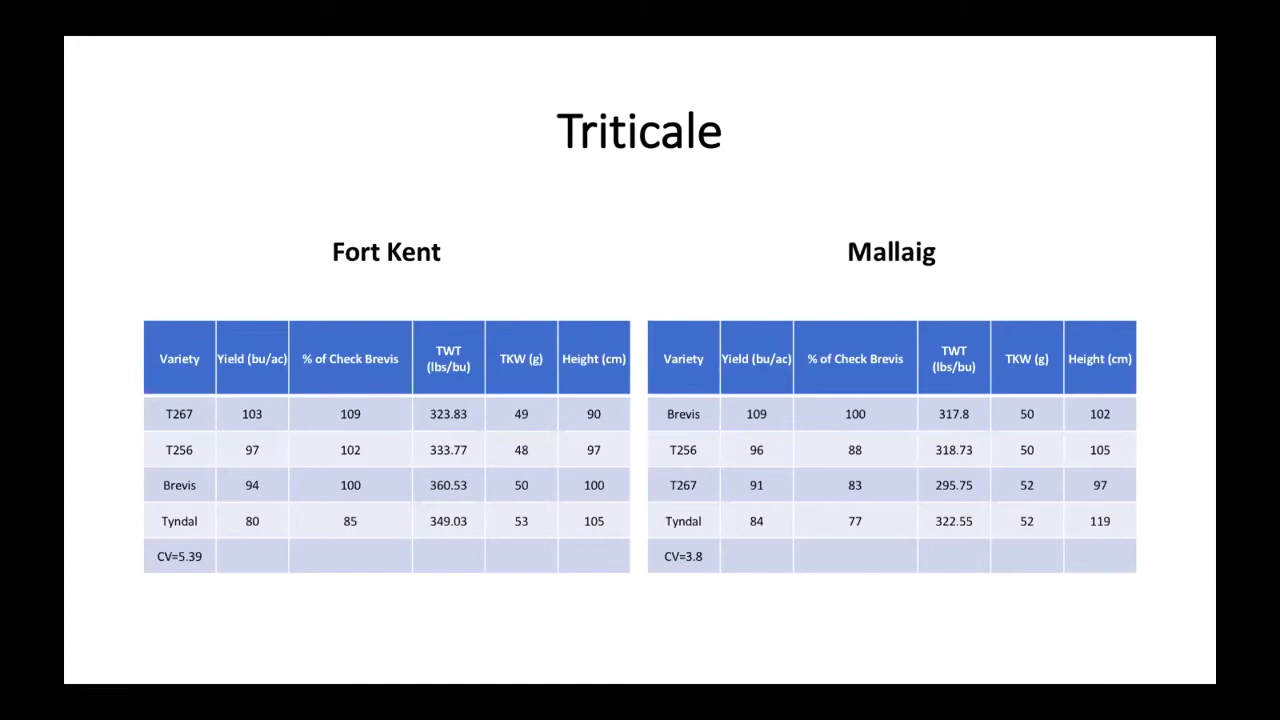 Triticale
Fort Kent
Variety Yield (bu/ac) % of Check Brevis TWT (lbs/bu) TKW (g) Height (cm)
T267 103 109 323.83 49 90
T256 97 102 333.77 48 97
Brevis 94 100 360.53 50 100
Tyndal 80 85 349.03 53 105
CV=5.39
Mallaig
Variety Yield (bu/ac) % of Check Brevis TWT (lbs/bu) TKW (g) Height (cm)
Brevis 109 100 317.8 50 102
T256 96 88 318.73 50 105
T267 91 83 295.75 52 97
Tyndal 84 77 322.55 52 119
CV=3.8